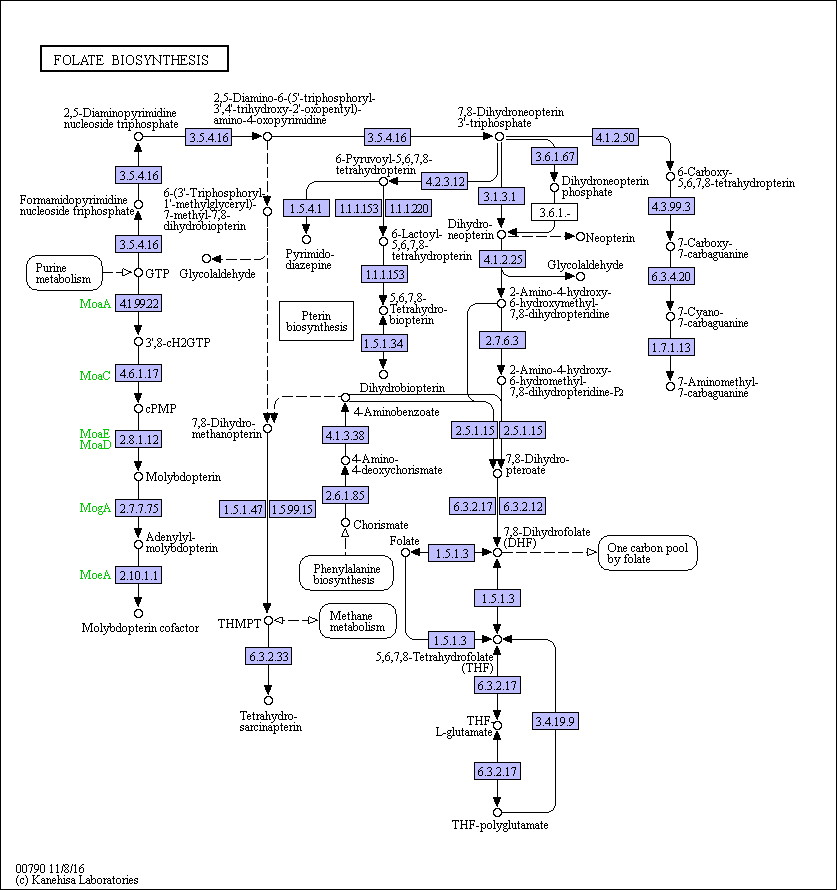 FOLATE BIOSYNTHESIS
2,5-Diaminopyrimidine
nucleoside triphosphate
2,5-Diamino-6-(5'-triphosphoryl-
3',4'-trihydroxy-2'-oxopentyl)-
amino-4-oxopyrimidine
7,8-Dihydroneopterin
3'-triphosphate
3.5.4.16
3.5.4.16
4.1.2.50
3.5.4.16
Formamidopyrimidine
nucleoside triphosphate
3.5.4.16
6-(3'-Triphosphoryl-
1'-methylglyceryl)-
7-methyl-7,8-
dihydrobiopterin
Glycolaldehyde
6-Pyruvoyl-5,6,7,8-
tetrahydropterin
4.2.3.12
3.6.1.67
Dihydroneopterin
phosphate
3.6.1.-
3.1.3.1
6-Carboxy-
5,6,7,8-tetrahydropterin
4.3.99.3
1.5.4.1
1.1.1.153
1.1.1.220
Pyrimido-
diazepine
6-Lactoyl-
5,6,7,8-
tetrahydropterin
Dihydro-
neopterin
Neopterin
7-Carboxy-
7-carbaguanine
Purine
metabolism
GTP
1.1.1.153
4.1.2.25
Glycolaldehyde
6.3.4.20
MoaA
4.1.99.22
Pterin
biosynthesis
5,6,7,8-
Tetrahydro-
biopterin
2-Amino-4-hydroxy-
6-hydroxymethyl-
7,8-dihydropteridine
7-Cyano-
7-carbaguanine
3',8-cH2GTP
1.5.1.34
2.7.6.3
1.7.1.13
MoaC
4.6.1.17
Dihydrobiopterin
2-Amino-4-hydroxy-
6-hydromethyl-
7,8-dihydropteridine-P2
7-Aminomethyl-
7-carbaguanine
cPMP
7,8-Dihydro-
methanopterin
4-Aminobenzoate
MoaE
MoaD
2.8.1.12
4.1.3.38
2.5.1.15
2.5.1.15
Molybdopterin
4-Amino-
4-deoxychorismate
7,8-Dihydro-
pteroate
MogA
2.7.7.75
1.5.1.47
1.5.99.15
2.6.1.85
6.3.2.17
6.3.2.12
Adenylyl-
molybdopterin
Chorismate
Folate
7,8-Dihydrofolate
(DHF)
1.5.1.3
One carbon pool
by folate
MoeA
2.10.1.1
Phenylalanine
biosynthesis
1.5.1.3
Molybdopterin cofactor
THMPT
Methane
metabolism
1.5.1.3
5,6,7,8-Tetrahydrofolate
(THF)
6.3.2.33
6.3.2.17
Tetrahydro-
sarcinapterin
THF-
L-glutamate
3.4.19.9
6.3.2.17
THF-polyglutamate
00790 11/8/16
(c) Kanehisa Laboratories